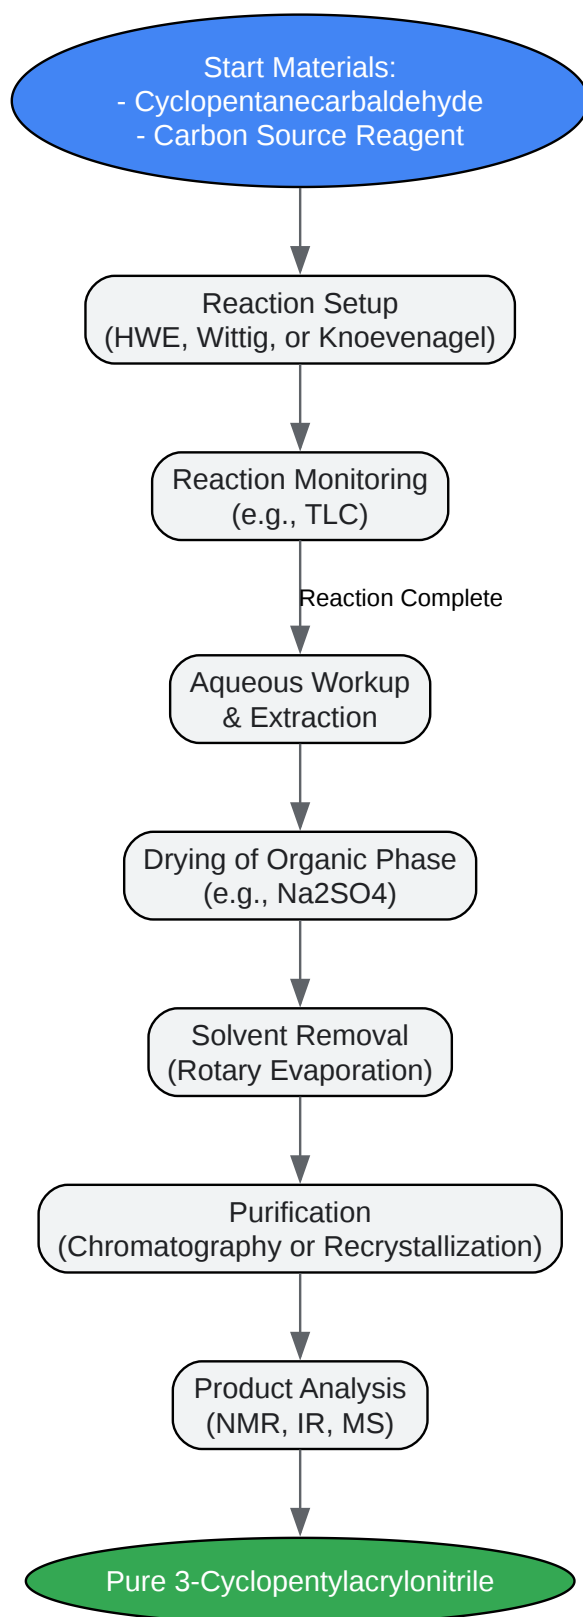 Start Materials:
- Cyclopentanecarbaldehyde
- Carbon Source Reagent
Reaction Setup
(HWE, Wittig, or Knoevenagel)
Reaction Monitoring
(e.g., TLC)
Reaction Complete
Aqueous Workup
& Extraction
Drying of Organic Phase
(e.g., Na2SO4)
Solvent Removal
(Rotary Evaporation)
Purification
(Chromatography or Recrystallization)
Product Analysis
(NMR, IR, MS)
Pure 3-Cyclopentylacrylonitrile